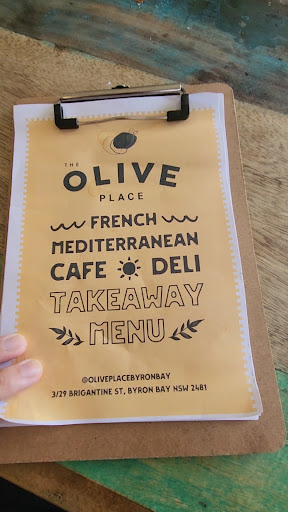 THE
OLIVE
PLACE
FRENCH
MEDITERRANEAN
CAFE DELI
TAKEAWAY
MENU
@OLIVEPLACEBYRONBAY
3/29 BRIGANTINE ST, BYRON BAY NSW 2481